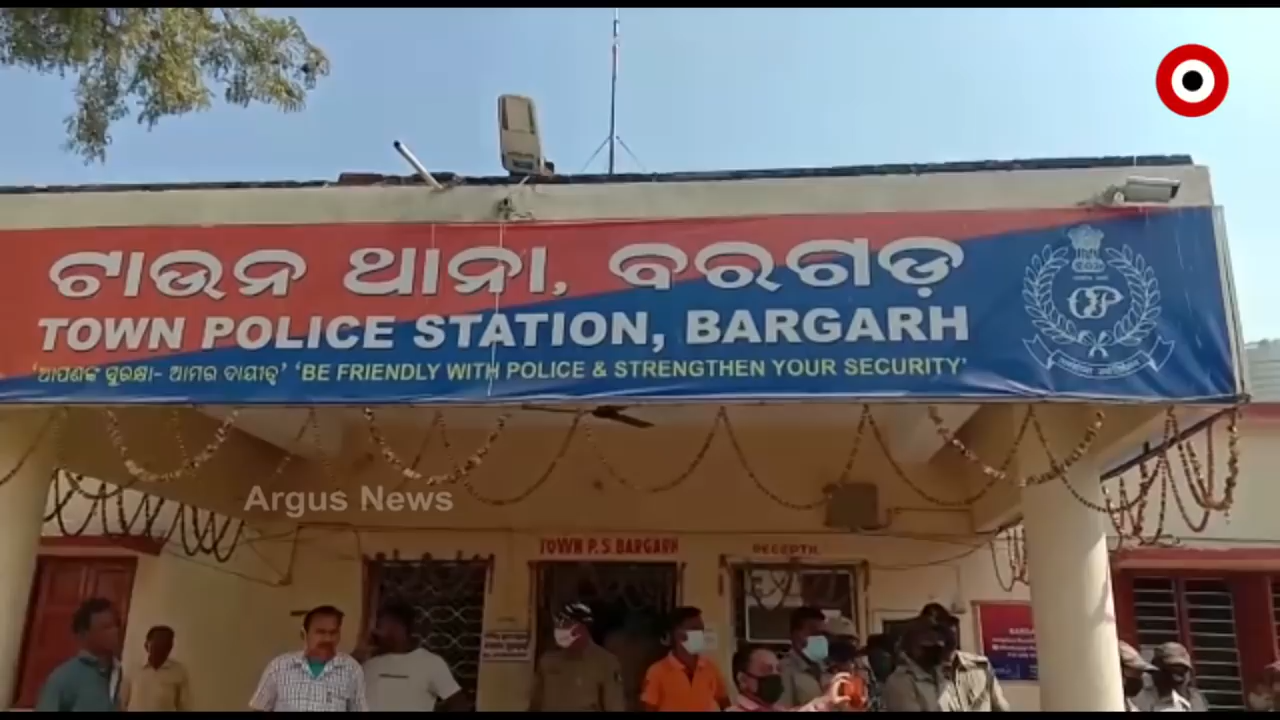 ଟାଉନ ଥାନା, ବରଗଡ଼
TOWN POLICE STATION, BARGARH
'ଆପଣଙ୍କ ସୁରକ୍ଷା- ଆମର ଦାୟୀତ୍ୱ' 'BE FRIENDLY WITH POLICE & STRENGTHEN YOUR SECURITY'
Argus News
TOWN P.S. BARGARH